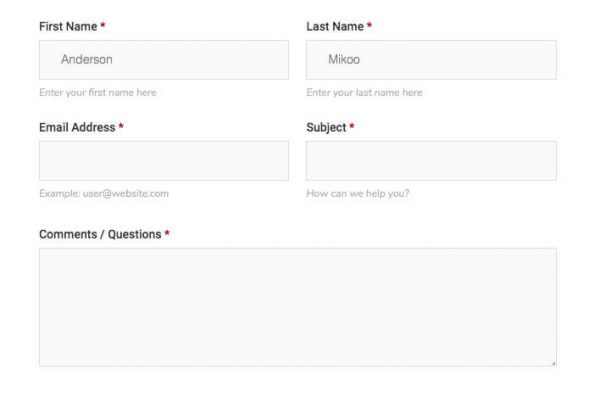 First Name *
Last Name *
Anderson
Mikoo
Enter your first name here
Enter your last name here
Email Address *
Subject *
Example: user@website.com
How can we help you?
Comments / Questions *